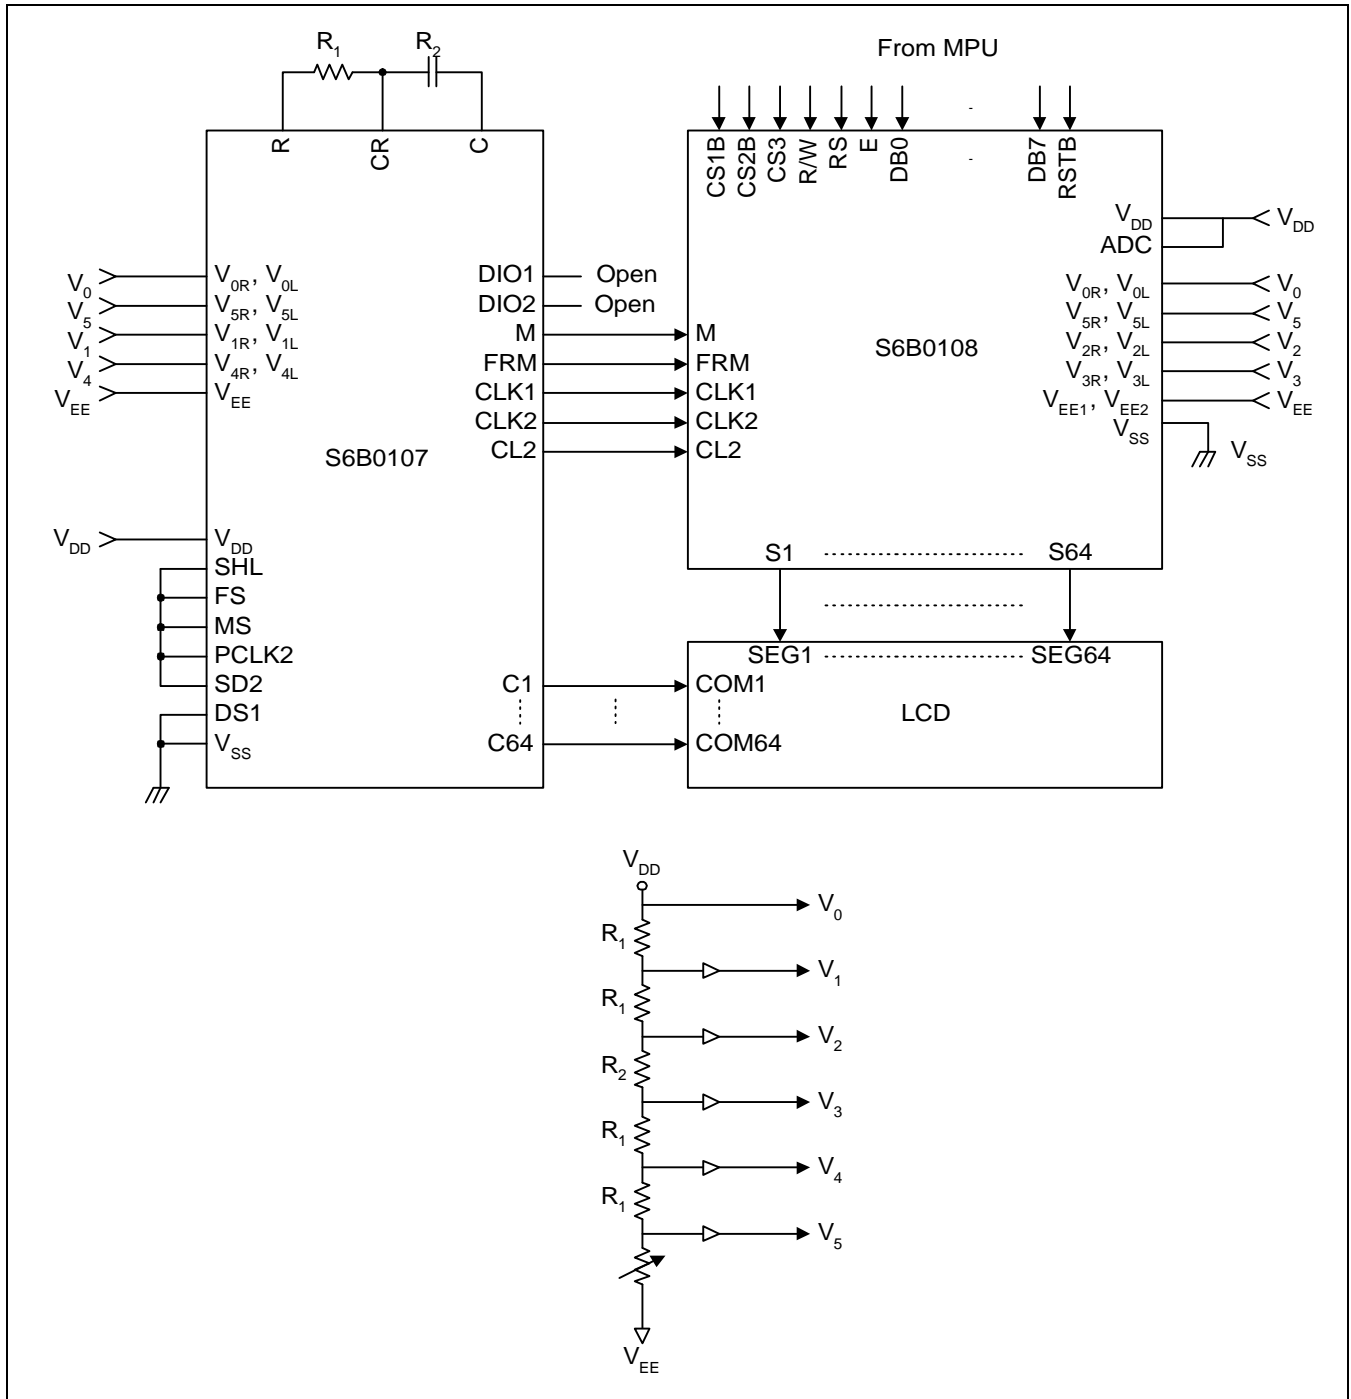 R1 R2
From MPU
R CR C
CS1B CS2B CS3 R/W RS E DB0 - DB7 RSTB
-
VDD VDD
ADC
V0 V0R, V0L
V5 V5R, V5L
V1 V1R, V1L
V4 V4R, V4L
VEE VEE
S6B0107
DIO1 Open
DIO2 Open
M M
FRM FRM
CLK1 CLK1
CLK2 CLK2
CL2 CL2
S6B0108
V0R, V0L V0
V5R, V5L V5
V2R, V2L V2
V3R, V3L V3
VEE1, VEE2 VEE
VSS VSS
VDD VDD
SHL
FS
MS
PCLK2
SD2
DS1
VSS
S1 S64
SEG1 SEG64
C1 COM1
LCD
C64 COM64
VDD
V0
R1
V1
R1
V2
R2
V3
R1
V4
R1
V5
VEE